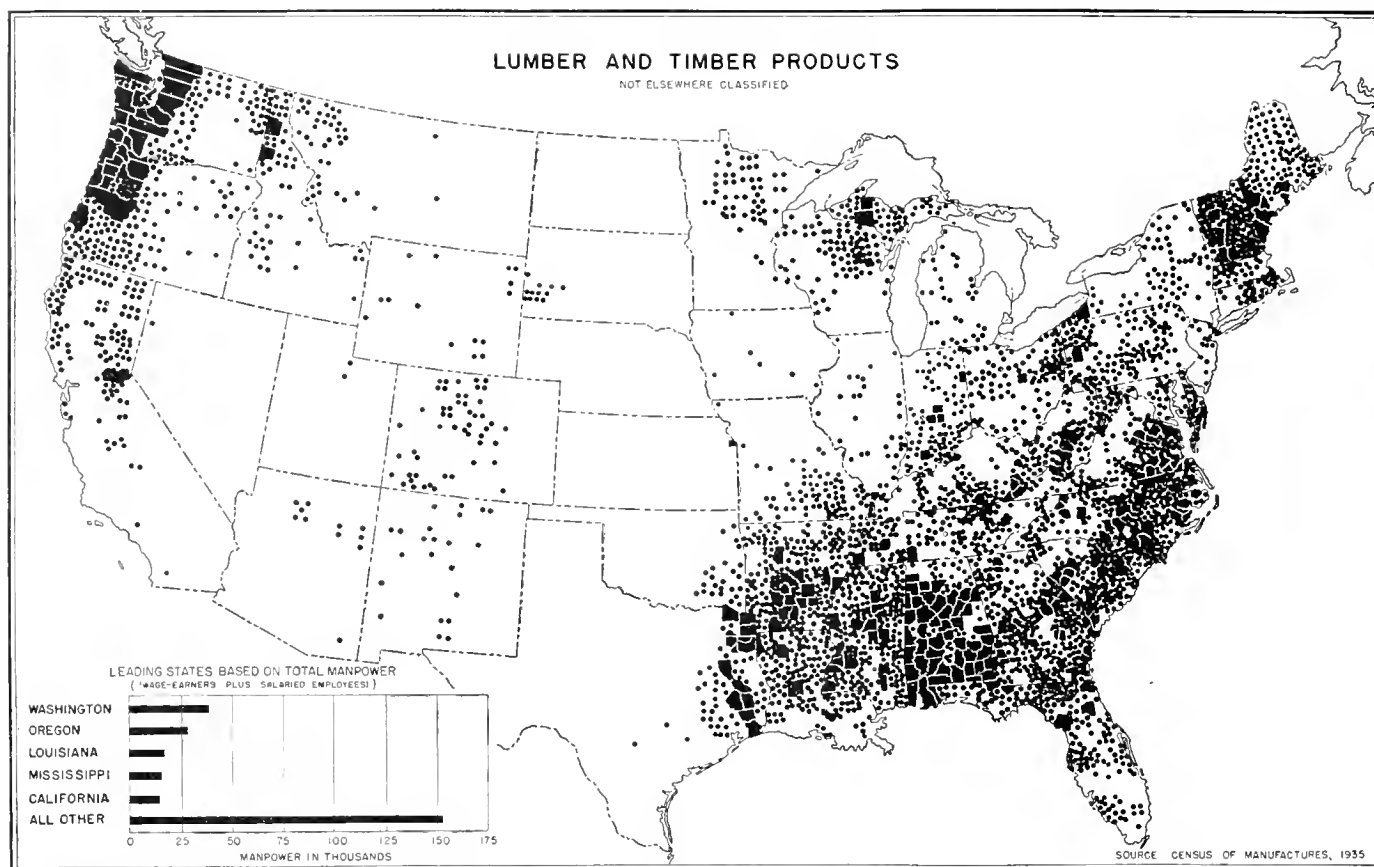 LUMBER AND TIMBER PRODUCTS
NOT ELSEWHERE CLASSIFIED
LEADING STATES BASED ON TOTAL MANPOWER
(WAGE-EARNERS PLUS SALARIED EMPLOYEES)
WASHINGTON
OREGON
LOUISIANA
MISSISSIPPI
CALIFORNIA
ALL OTHER
0 25 50 75 100 125 150 175
MANPOWER IN THOUSANDS
SOURCE CENSUS OF MANUFACTURES, 1935